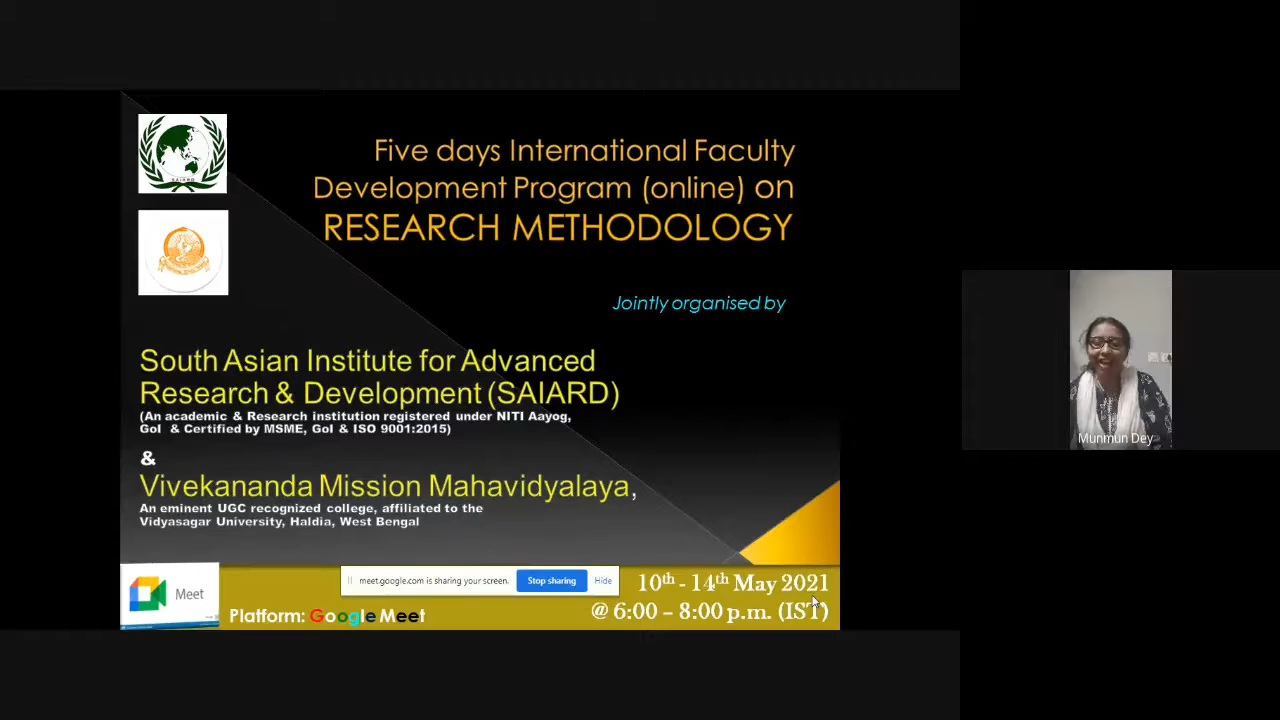 Five days International Faculty
Development Program (online) on
RESEARCH METHODOLOGY
Jointly organised by
South Asian Institute for Advanced
Research & Development (SAIARD)
(An academic & Research institution registered under NITI Aayog,
GoI & Certified by MSME, GoI & ISO 9001:2015)
&
Vivekananda Mission Mahavidyalaya,
An eminent UGC recognized college, affiliated to the
Vidyasagar University, Haldia, West Bengal
Meet
meet.google.com is sharing your screen.
Stop sharing
Hide
10th - 14th May 2021
Platform: Google Meet
@ 6:00 – 8:00 p.m. (IST)
SAIARD
Munmun Dey